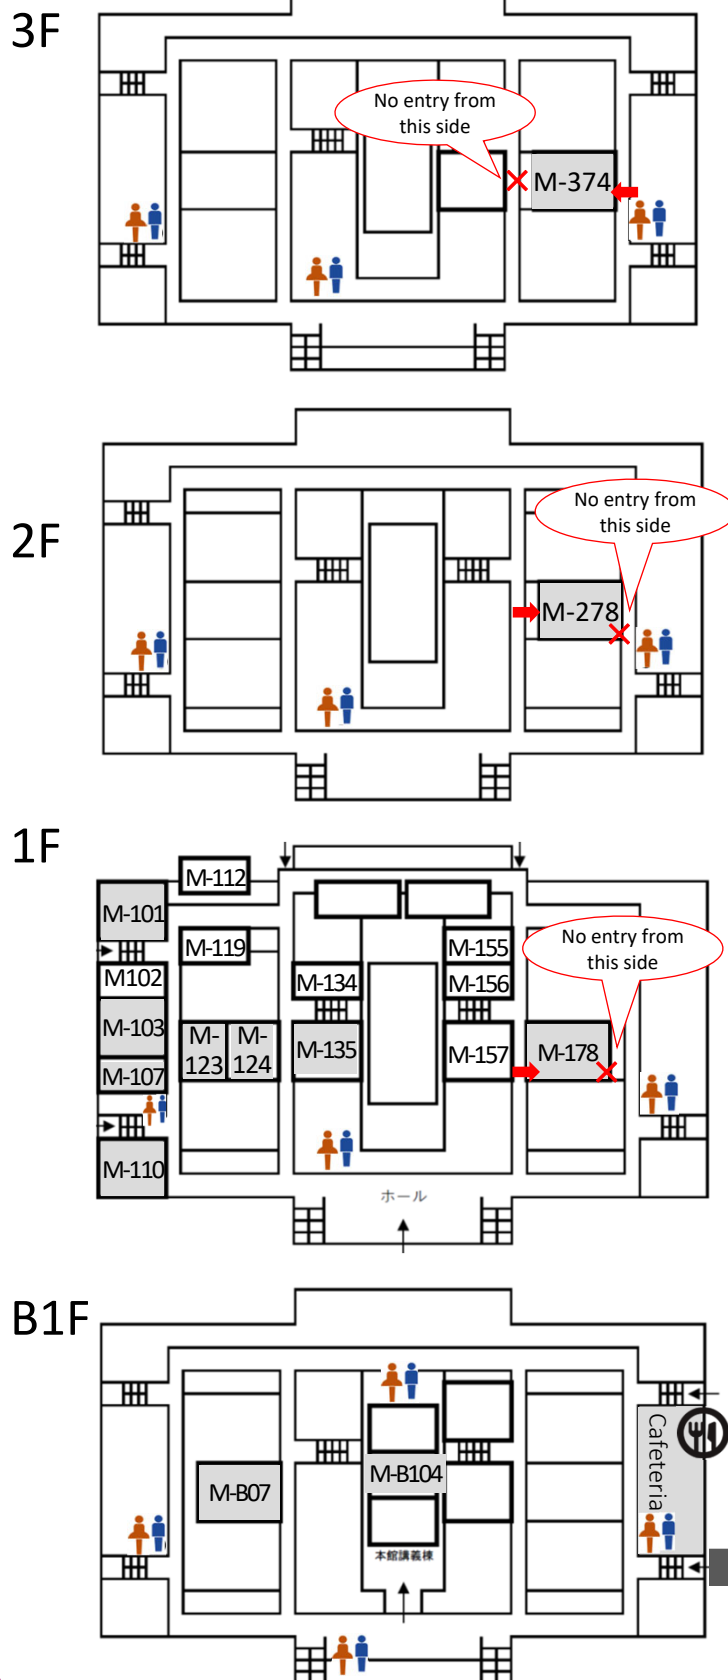 3F
No entry from
this side
M-374
2F
No entry from
this side
M-278
1F
M-112
M-101
M-119
M-155
No entry from
this side
M102
M-134
M-156
M-103
M-
123
M-
124
M-135
M-157
M-178
M-107
M-110
ホール
B1F
Cafeteria
M-B104
M-B07
本館講義棟